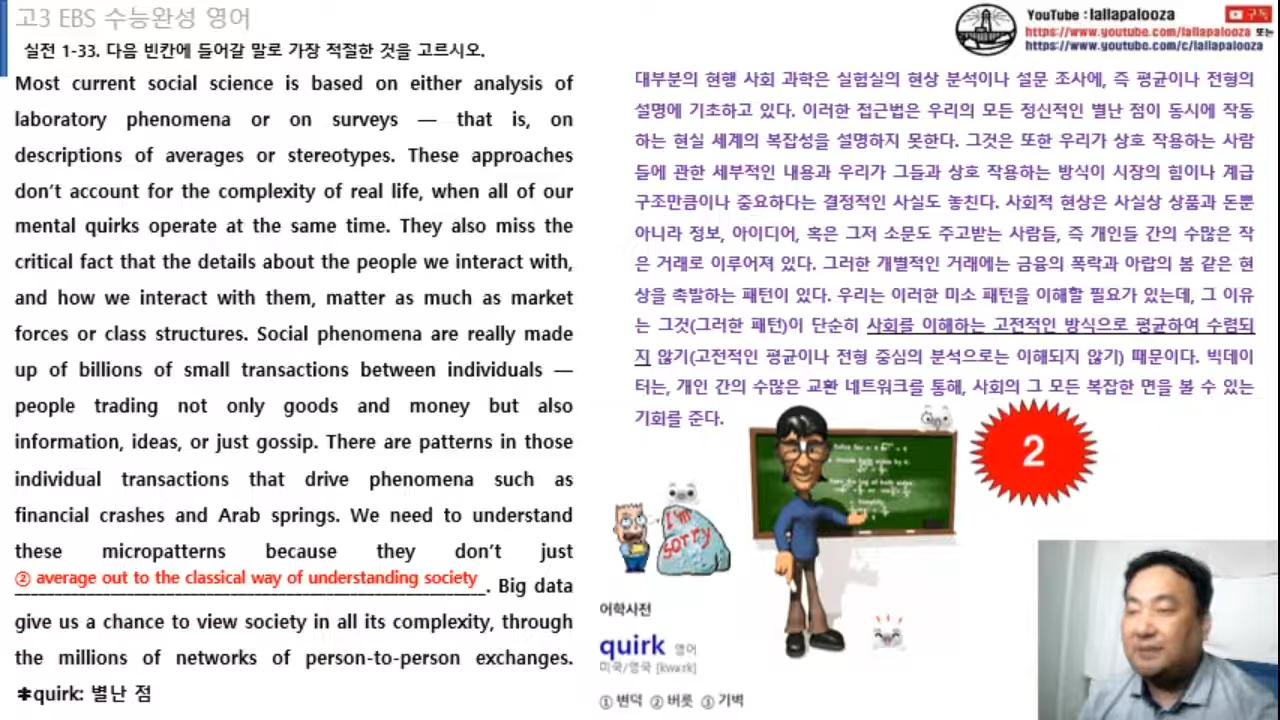 고3 EBS 수능완성 영어
실전 1-33. 다음 빈칸에 들어갈 말로 가장 적절한 것을 고르시오.
Most current social science is based on either analysis of
laboratory phenomena or on surveys — that is, on
descriptions of averages or stereotypes. These approaches
don't account for the complexity of real life, when all of our
mental quirks operate at the same time. They also miss the
critical fact that the details about the people we interact with,
and how we interact with them, matter as much as market
forces or class structures. Social phenomena are really made
up of billions of small transactions between individuals —
people trading not only goods and money but also
information, ideas, or just gossip. There are patterns in those
individual transactions that drive phenomena such as
financial crashes and Arab springs. We need to understand
these micropatterns because they don't just
② average out to the classical way of understanding society. Big data
give us a chance to view society in all its complexity, through
the millions of networks of person-to-person exchanges.
✱quirk: 별난 점
YouTube : lallapalooza
구독
https://www.youtube.com/lallapalooza 또는
https://www.youtube.com/c/lallapalooza
대부분의 현행 사회 과학은 실험실의 현상 분석이나 설문 조사에, 즉 평균이나 전형의
설명에 기초하고 있다. 이러한 접근법은 우리의 모든 정신적인 별난 점이 동시에 작동
하는 현실 세계의 복잡성을 설명하지 못한다. 그것은 또한 우리가 상호 작용하는 사람
들에 관한 세부적인 내용과 우리가 그들과 상호 작용하는 방식이 시장의 힘이나 계급
구조만큼이나 중요하다는 결정적인 사실도 놓친다. 사회적 현상은 사실상 상품과 돈뿐
아니라 정보, 아이디어, 혹은 그저 소문도 주고받는 사람들, 즉 개인들 간의 수많은 작
은 거래로 이루어져 있다. 그러한 개별적인 거래에는 금융의 폭락과 아랍의 봄 같은 현
상을 촉발하는 패턴이 있다. 우리는 이러한 미소 패턴을 이해할 필요가 있는데, 그 이유
는 그것(그러한 패턴)이 단순히 사회를 이해하는 고전적인 방식으로 평균하여 수렴되
지 않기(고전적인 평균이나 전형 중심의 분석으로는 이해되지 않기) 때문이다. 빅데이
터는, 개인 간의 수많은 교환 네트워크를 통해, 사회의 그 모든 복잡한 면을 볼 수 있는
기회를 준다.
2
I'm
sorry
어학사전
quirk 영어
미국/영국 [kwɜːrk]
① 변덕 ② 버릇 ③ 기벽